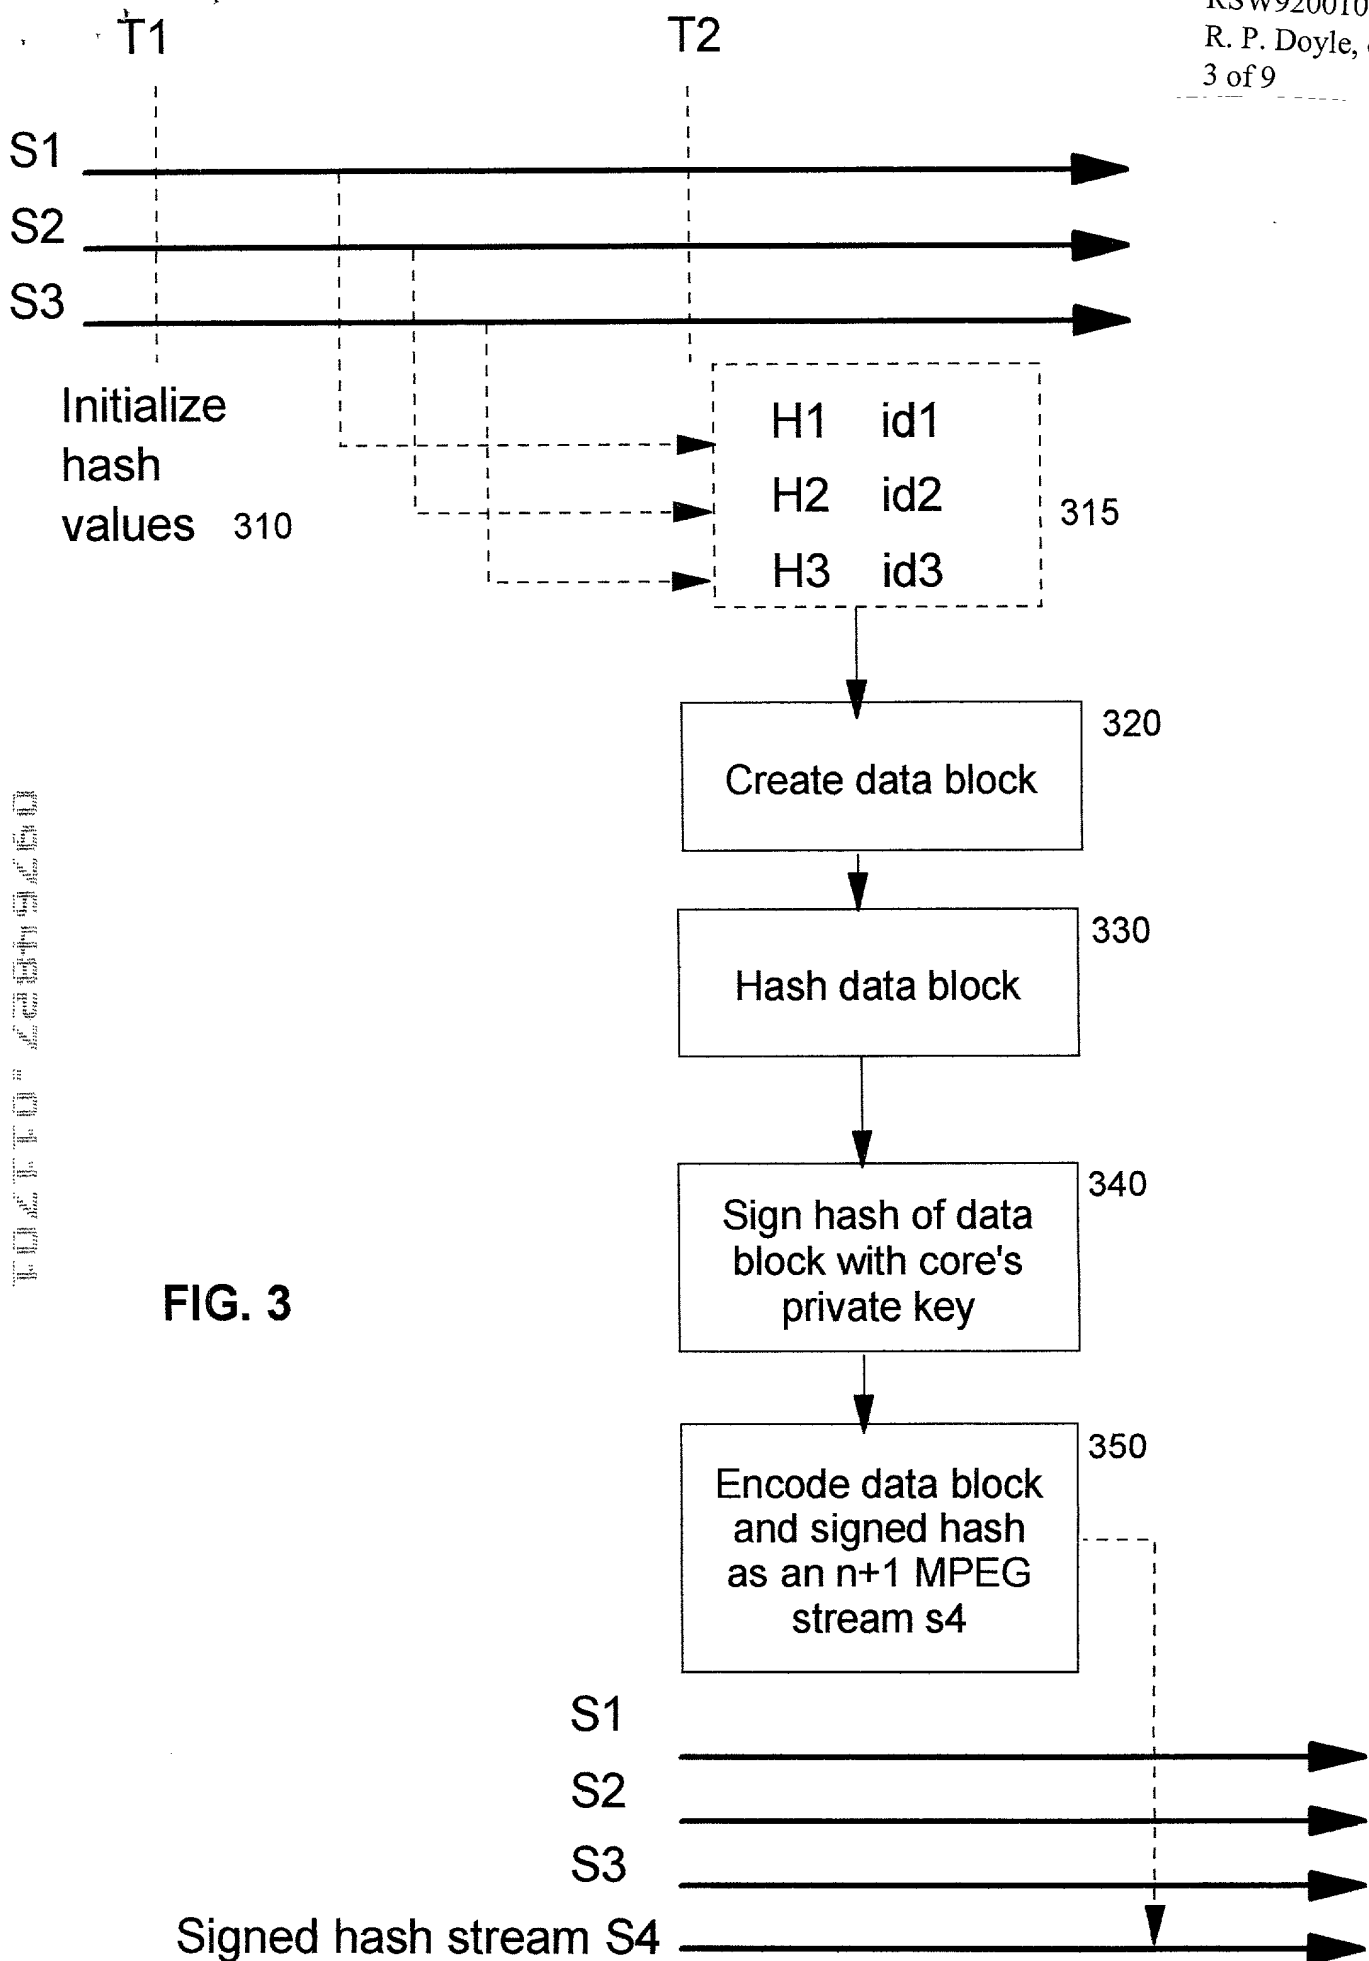 RSW920010
R. P. Doyle,
3 of 9
T1
T2
S1
S2
S3
Initialize
hash
values 310
H1 id1
H2 id2
H3 id3
315
320
Create data block
330
Hash data block
340
Sign hash of data
block with core's
private key
350
Encode data block
and signed hash
as an n+1 MPEG
stream s4
FIG. 3
S1
S2
S3
Signed hash stream S4